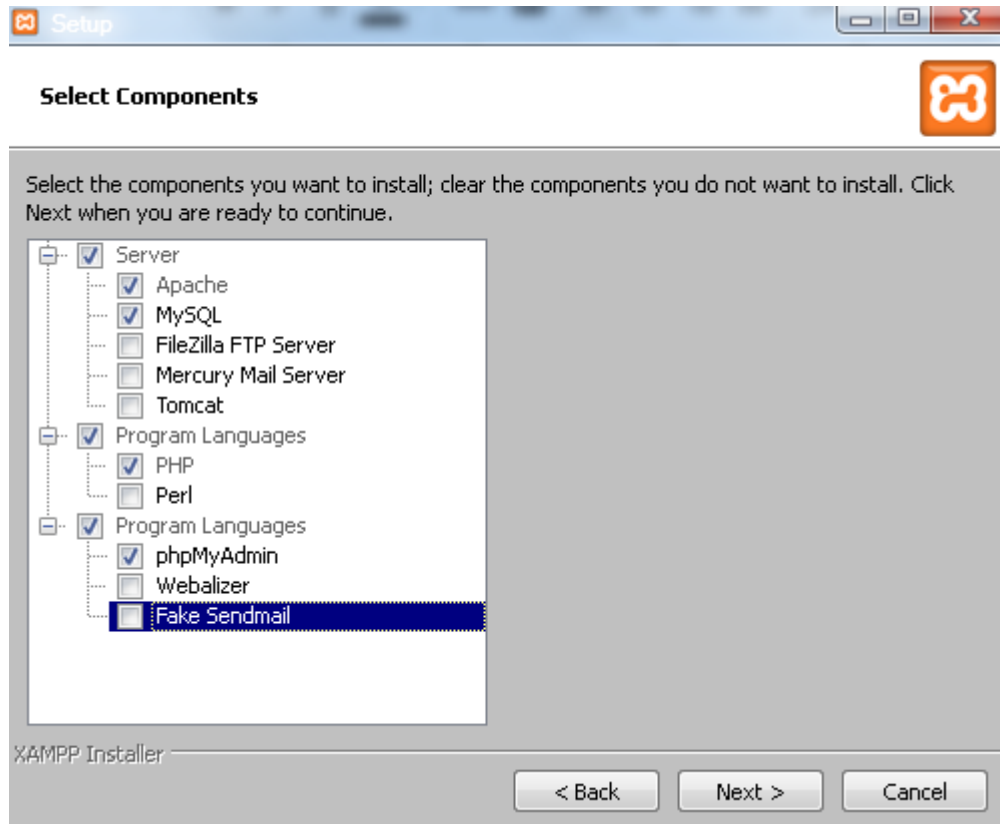 Setup
Select Components
Select the components you want to install; clear the components you do not want to install. Click
Next when you are ready to continue.
Server
Apache
MySQL
FileZilla FTP Server
Mercury Mail Server
Tomcat
Program Languages
PHP
Perl
Program Languages
phpMyAdmin
Webalizer
Fake Sendmail
XAMPP Installer
< Back
Next >
Cancel